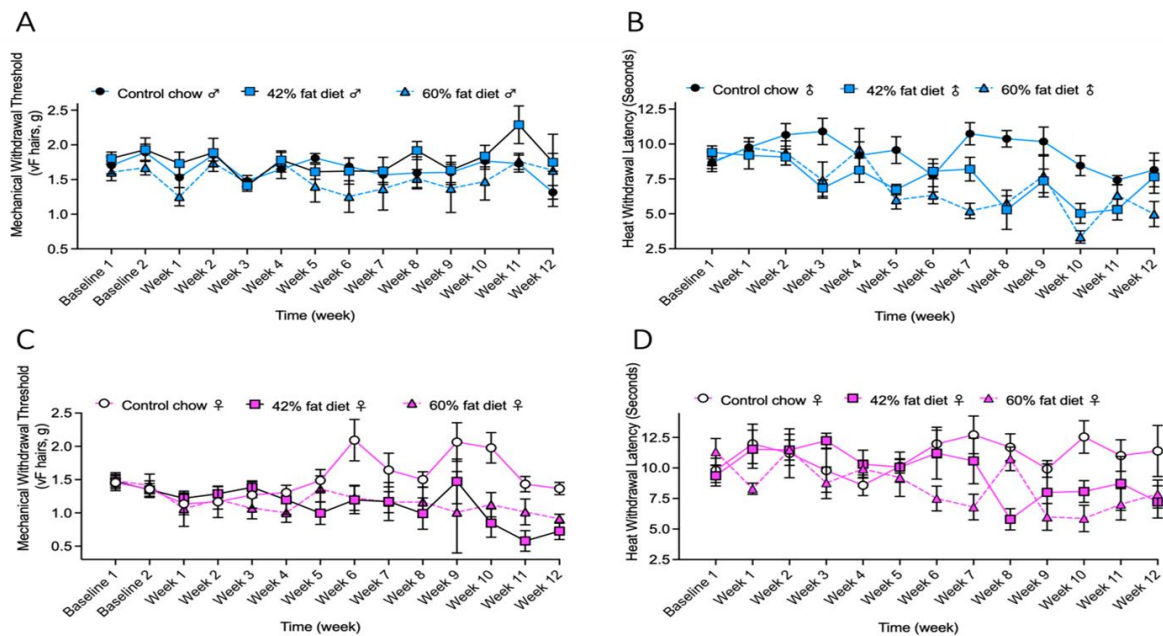 A
Mechanical Withdrawal Threshold
(vF hairs, g)
Control chow ♂ 42% fat diet ♂ 60% fat diet ♂
2.5
2.0
1.5
1.0
0.5
Baseline 1 Baseline 2 Week 1 Week 2 Week 3 Week 4 Week 5 Week 6 Week 7 Week 8 Week 9 Week 10 Week 11 Week 12
Time (week)
B
Heat Withdrawal Latency (Seconds)
Control chow ♂ 42% fat diet ♂ 60% fat diet ♂
12.5
10.0
7.5
5.0
2.5
Baseline 1 Week 1 Week 2 Week 3 Week 4 Week 5 Week 6 Week 7 Week 8 Week 9 Week 10 Week 11 Week 12
Time (week)
C
Mechanical Withdrawal Threshold
(vF hairs, g)
Control chow ♀ 42% fat diet ♀ 60% fat diet ♀
2.5
2.0
1.5
1.0
0.5
Baseline 1 Baseline 2 Week 1 Week 2 Week 3 Week 4 Week 5 Week 6 Week 7 Week 8 Week 9 Week 10 Week 11 Week 12
Time (week)
D
Heat Withdrawal Latency (Seconds)
Control chow ♀ 42% fat diet ♀ 60% fat diet ♀
12.5
10.0
7.5
5.0
2.5
Baseline 1 Week 1 Week 2 Week 3 Week 4 Week 5 Week 6 Week 7 Week 8 Week 9 Week 10 Week 11 Week 12
Time (week)